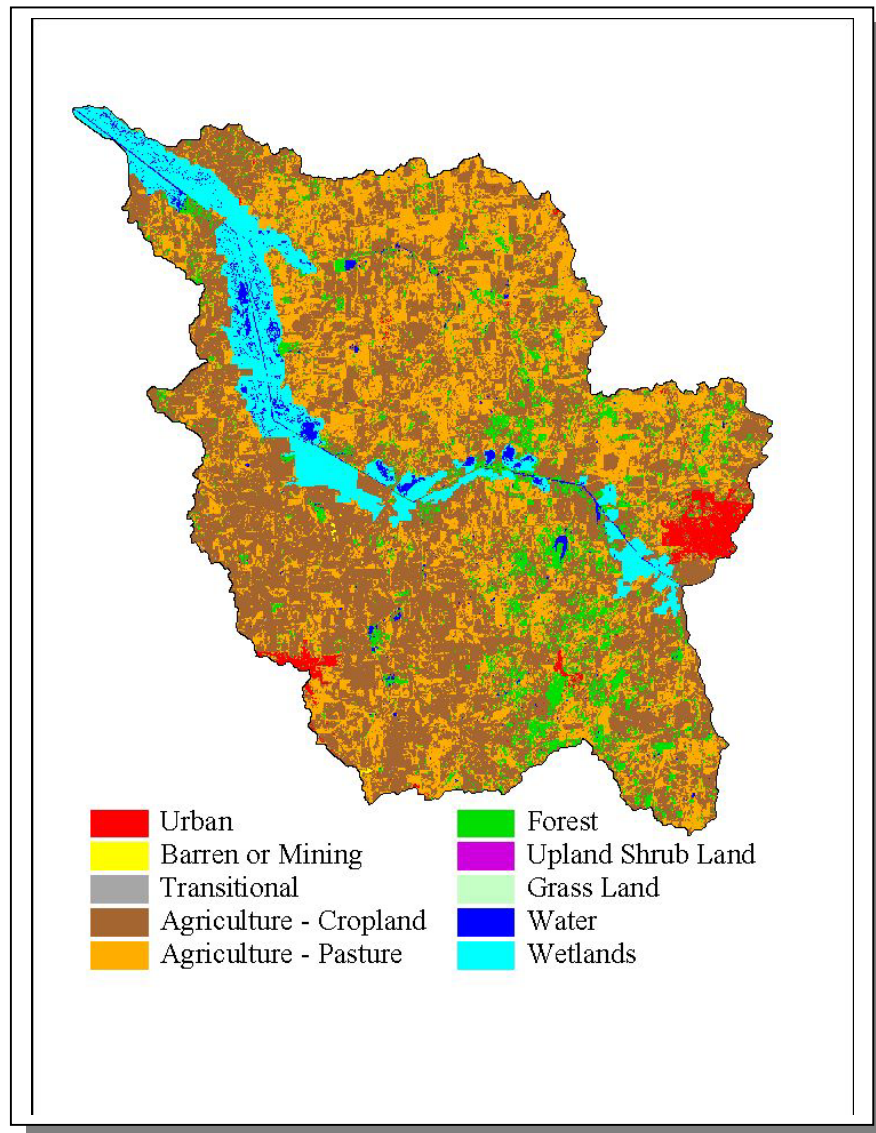 Urban
Barren or Mining
Transitional
Agriculture - Cropland
Agriculture - Pasture
Forest
Upland Shrub Land
Grass Land
Water
Wetlands